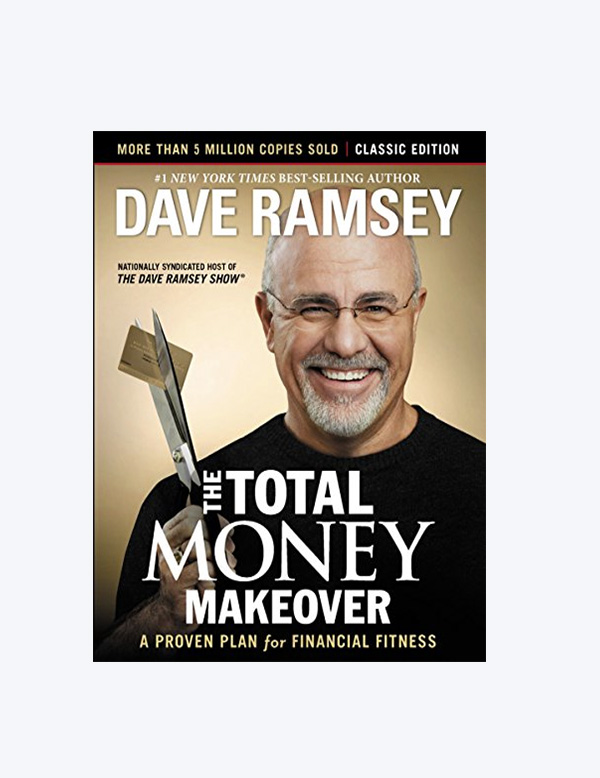 MORE THAN 5 MILLION COPIES SOLD | CLASSIC EDITION
#1 NEW YORK TIMES BEST-SELLING AUTHOR
DAVE RAMSEY
NATIONALLY SYNDICATED HOST OF
THE DAVE RAMSEY SHOW®
THE TOTAL
MONEY
MAKEOVER
A PROVEN PLAN for FINANCIAL FITNESS